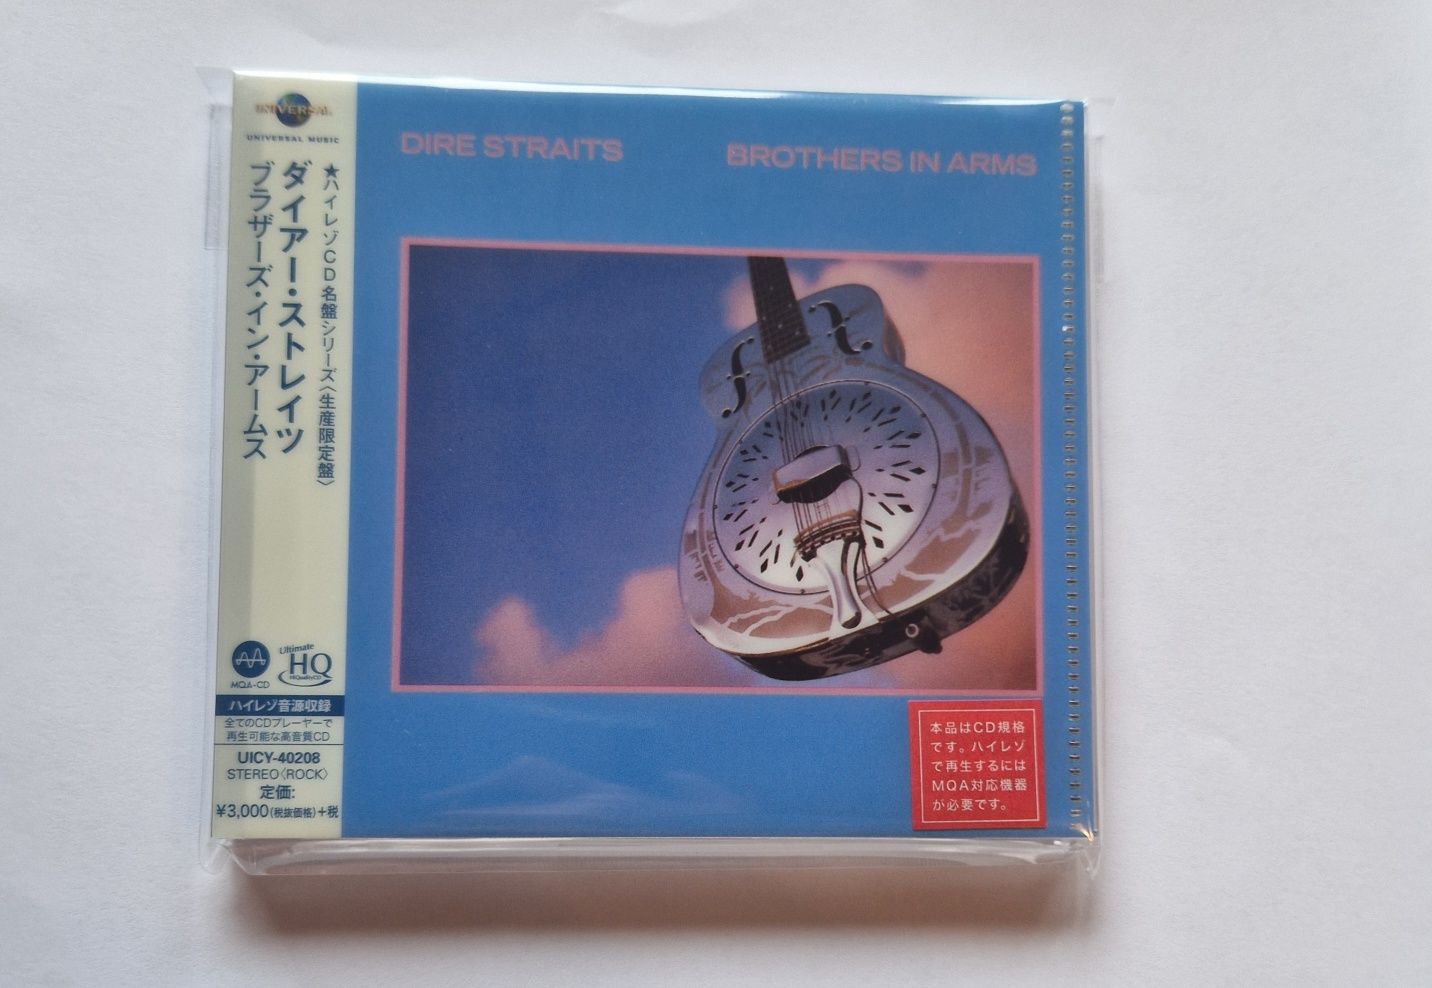 UNIVERSAL
UNIVERSAL MUSIC
★ハイレゾCD名盤シリーズ〈生産限定盤〉
ダイアー・ストレイツ
ブラザーズ・イン・アームス
MQA-CD
Ultimate
HQ
HiQualityCD
ハイレゾ音源収録
全てのCDプレーヤーで
再生可能な高音質CD
UICY-40208
STEREO〈ROCK〉
定価:
¥3,000(税抜価格)+税
DIRE STRAITS
BROTHERS IN ARMS
本品はCD規格
です。ハイレゾ
で再生するには
MQA対応機器
が必要です。